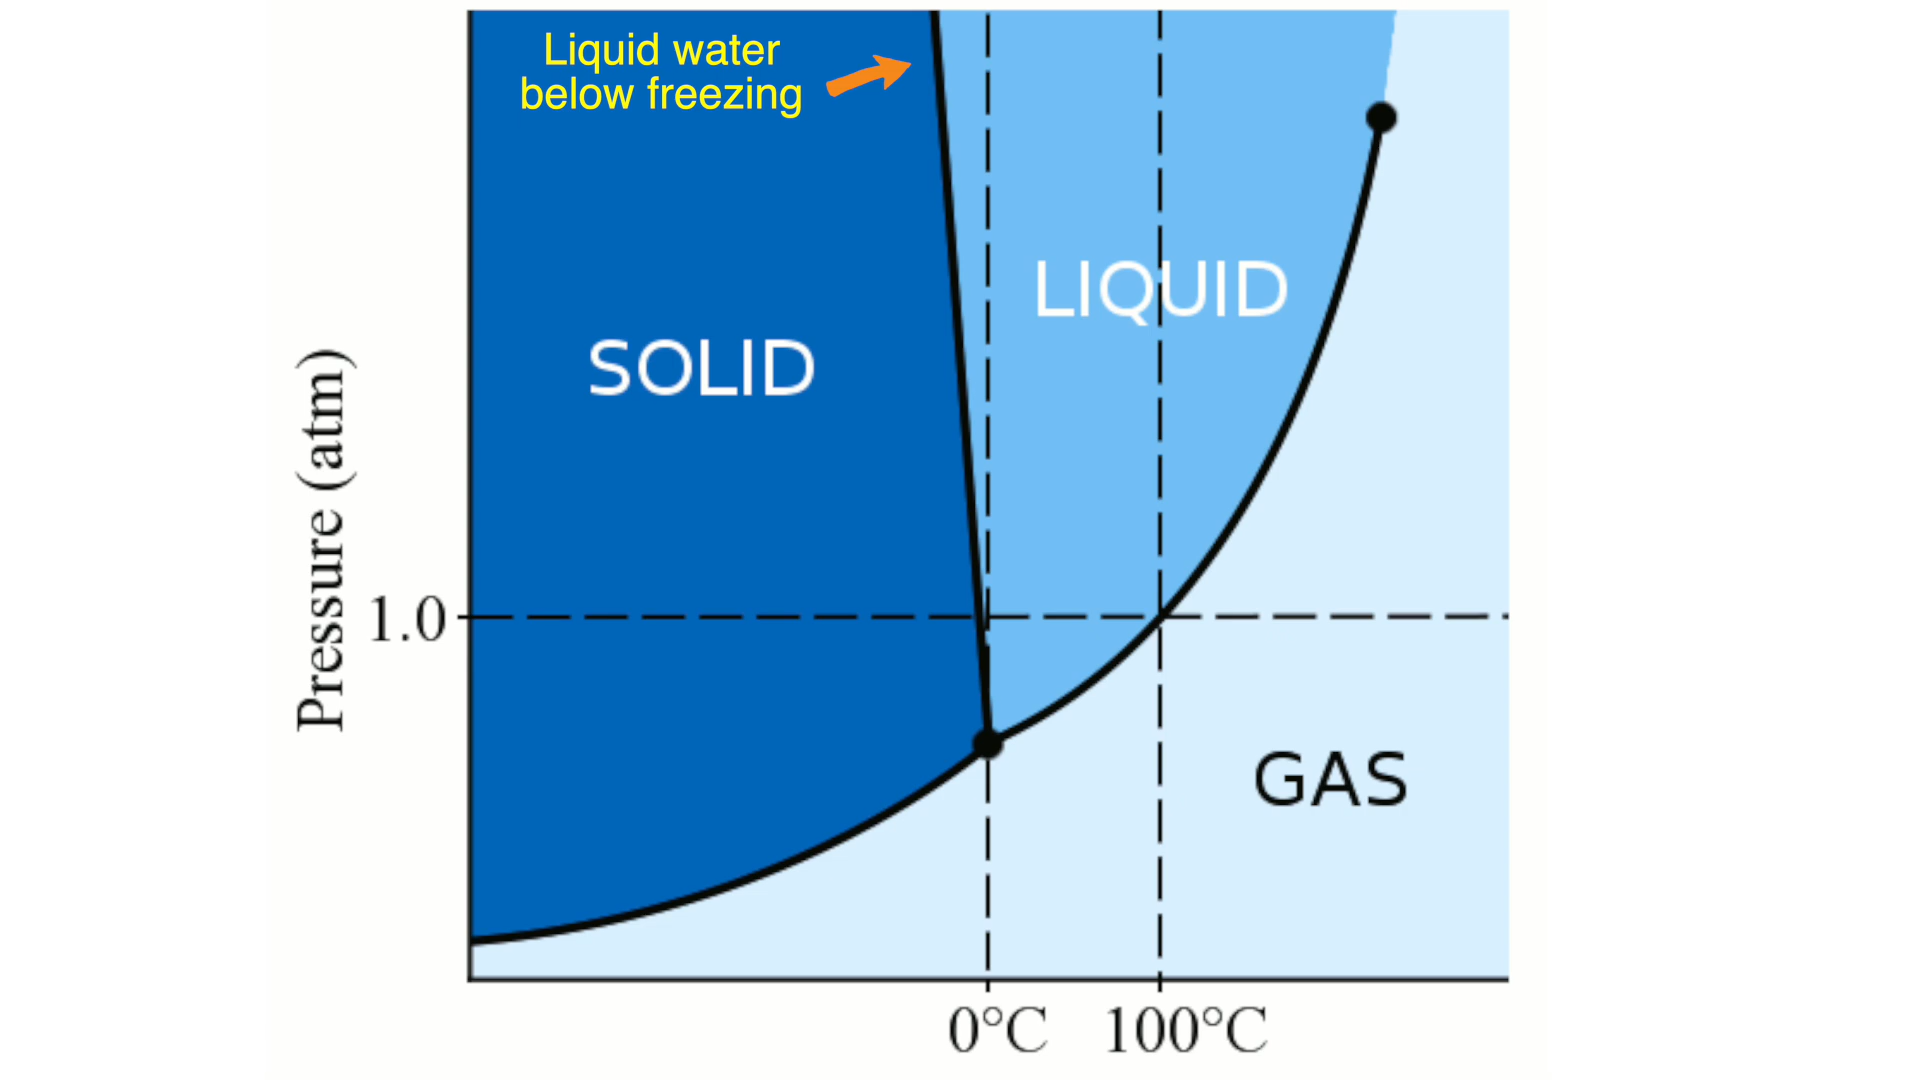 Liquid water
below freezing
LIQUID
SOLID
Pressure (atm)
1.0
GAS
0°C
100°C